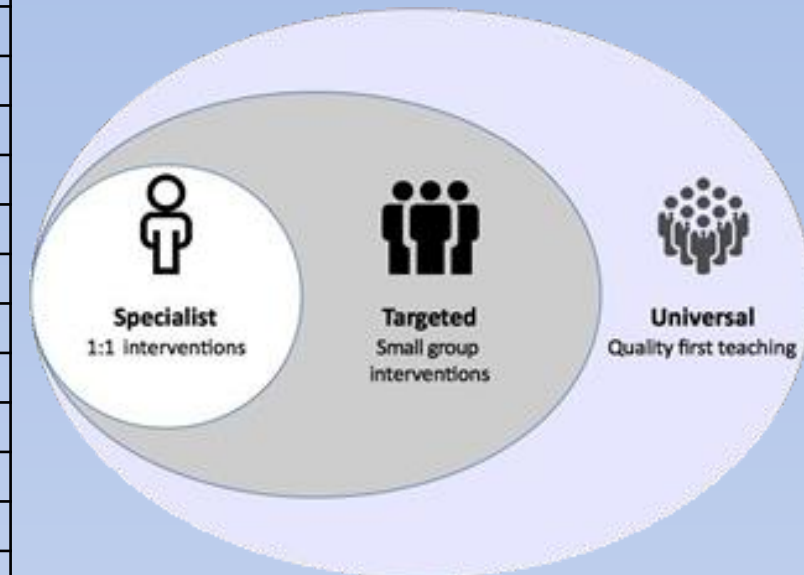 Specialist
1:1 interventions
Targeted
Small group
interventions
Universal
Quality first teaching